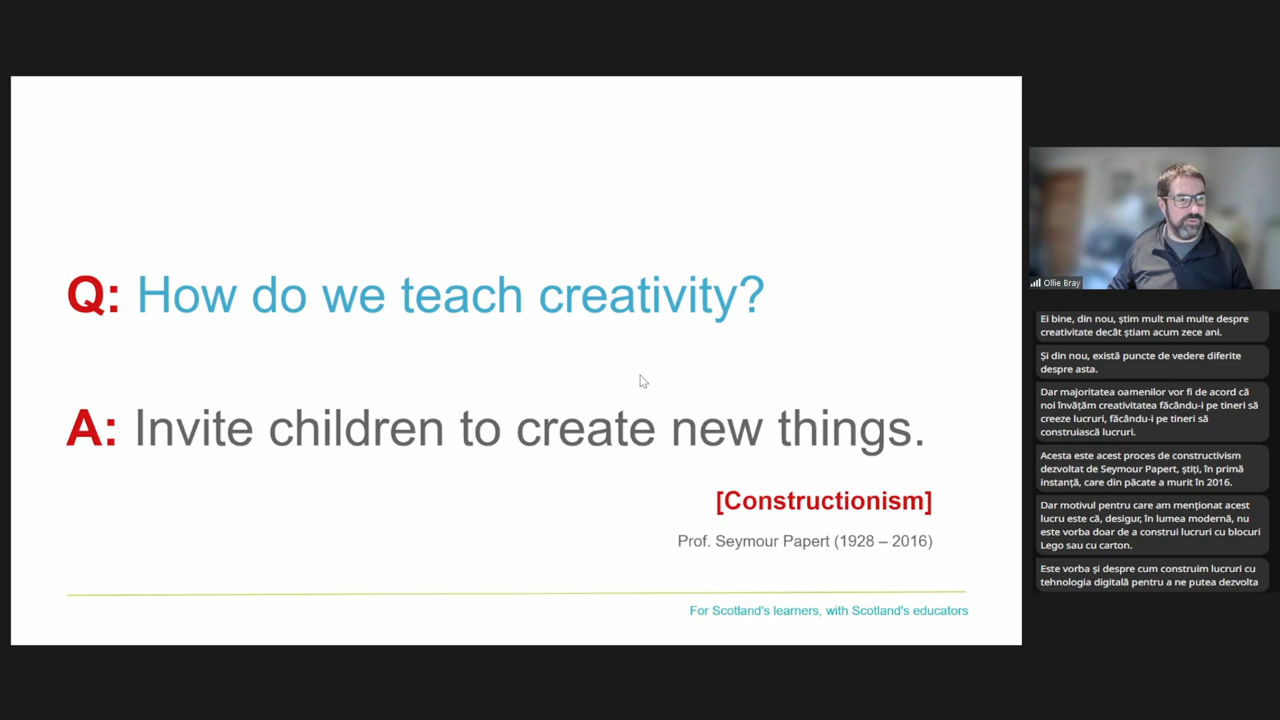 Q: How do we teach creativity?
A: Invite children to create new things.
[Constructionism]
Prof. Seymour Papert (1928 – 2016)
For Scotland's learners, with Scotland's educators
Ollie Bray
Ei bine, din nou, știm mult mai multe despre
creativitate decât știam acum zece ani.
Și din nou, există puncte de vedere diferite
despre asta.
Dar majoritatea oamenilor vor fi de acord că
noi învățăm creativitatea făcându-i pe tineri să
creeze lucruri, făcându-i pe tineri să
construiască lucruri.
Acesta este acest proces de constructivism
dezvoltat de Seymour Papert, știți, în primă
instanță, care din păcate a murit în 2016.
Dar motivul pentru care am menționat acest
lucru este că, desigur, în lumea modernă, nu
este vorba doar de a construi lucruri cu blocuri
Lego sau cu carton.
Este vorba și despre cum construim lucruri cu
tehnologia digitală pentru a ne putea dezvolta